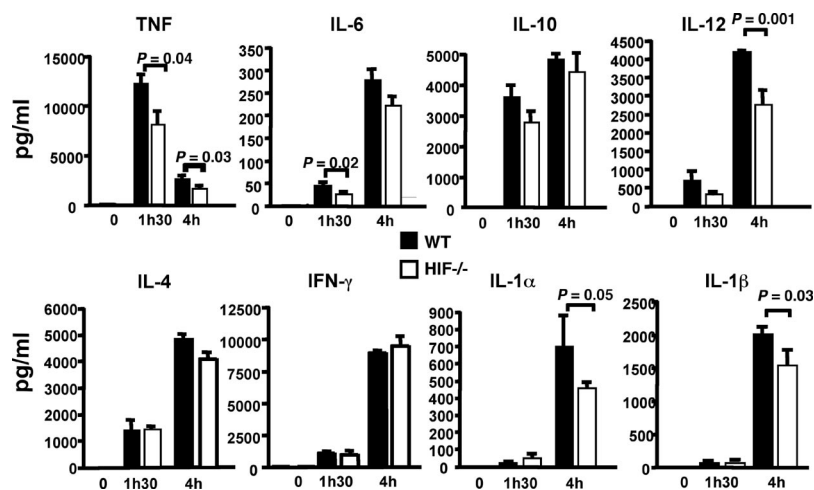 TNF
P = 0.04
P = 0.03
pg/ml
15000
10000
5000
0
0 1h30 4h
IL-6
P = 0.02
350
300
250
200
150
100
50
0
0 1h30 4h
IL-10
5000
4000
3000
2000
1000
0
0 1h30 4h
IL-12
P = 0.001
4500
4000
3500
3000
2500
2000
1500
1000
500
0
0 1h30 4h
WT
HIF-/-
IL-4
pg/ml
6000
5000
4000
3000
2000
1000
0
0 1h30 4h
IFN-γ
12500
10000
7500
5000
2500
0
0 1h30 4h
IL-1α
P = 0.05
900
800
700
600
500
400
300
200
100
0
0 1h30 4h
IL-1β
P = 0.03
2500
2000
1500
1000
500
0
0 1h30 4h